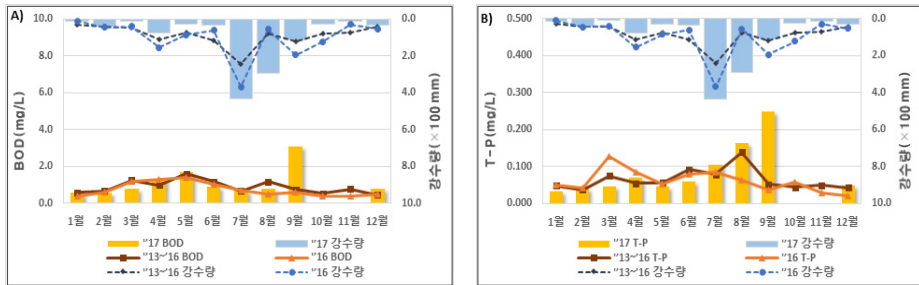 A)
BOD(mg/L)
10.0
8.0
6.0
4.0
2.0
0.0
0.0
2.0
4.0
6.0
8.0
10.0
강수량(×100 mm)
1월 2월 3월 4월 5월 6월 7월 8월 9월 10월 11월 12월
"17 BOD
"17 강수량
"13~'16 BOD
"16 BOD
"13~'16 강수량
"16 강수량
B)
T-P(mg/L)
0.500
0.400
0.300
0.200
0.100
0.000
0.0
2.0
4.0
6.0
8.0
10.0
강수량(×100 mm)
1월 2월 3월 4월 5월 6월 7월 8월 9월 10월 11월 12월
"17 T-P
"17 강수량
"13~'16 T-P
"16 T-P
"13~'16 강수량
"16 강수량